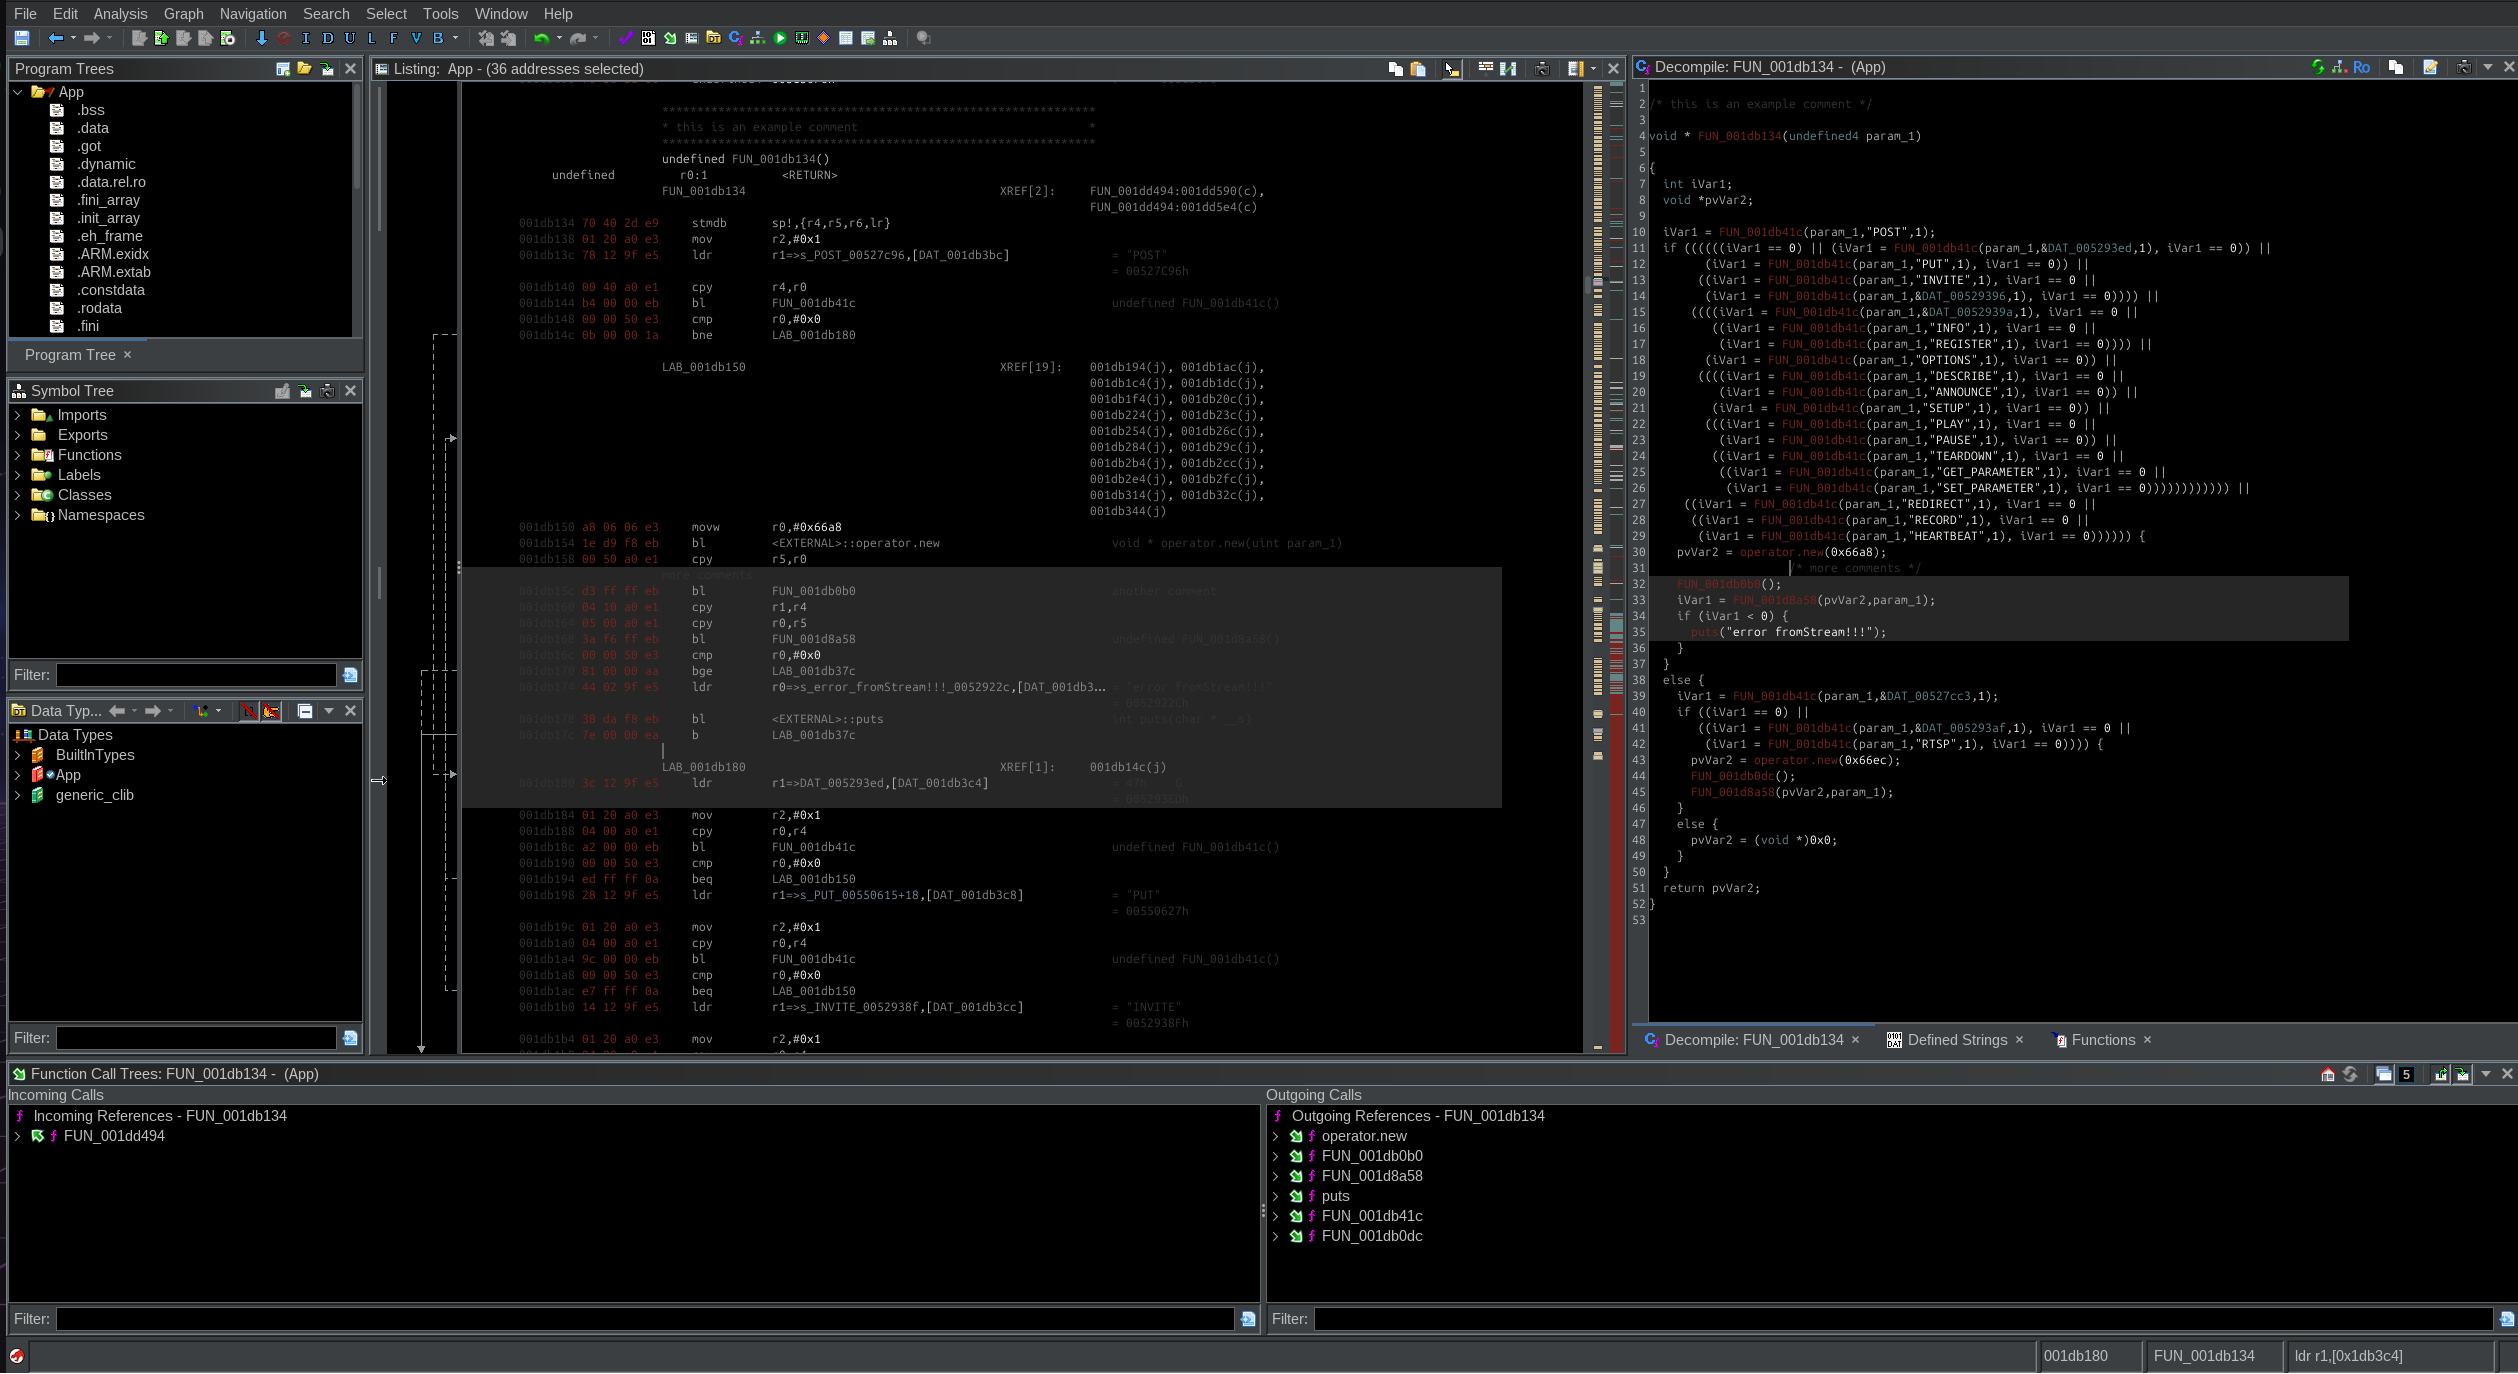 File Edit Analysis Graph Navigation Search Select Tools Window Help
I D U L F V B
Program Trees
App
.bss
.data
.got
.dynamic
.data.rel.ro
.fini_array
.init_array
.eh_frame
.ARM.exidx
.ARM.extab
.constdata
.rodata
.fini
Program Tree ×
Symbol Tree
Imports
Exports
Functions
Labels
Classes
Namespaces
Filter:
Data Typ...
Data Types
BuiltInTypes
App
generic_clib
Filter:
Listing: App - (36 addresses selected)
*************************************************************
* this is an example comment *
*************************************************************
undefined FUN_001db134()
undefined r0:1 <RETURN>
FUN_001db134 XREF[2]: FUN_001dd494:001dd590(c),
FUN_001dd494:001dd5e4(c)
001db134 70 40 2d e9 stmdb sp!,{r4,r5,r6,lr}
001db138 01 20 a0 e3 mov r2,#0x1
001db13c 78 12 9f e5 ldr r1=>s_POST_00527c96,[DAT_001db3bc] = "POST"
= 00527C96h
001db140 00 40 a0 e1 cpy r4,r0
001db144 b4 00 00 eb bl FUN_001db41c undefined FUN_001db41c()
001db148 00 00 50 e3 cmp r0,#0x0
001db14c 0b 00 00 1a bne LAB_001db180
LAB_001db150 XREF[19]: 001db194(j), 001db1ac(j),
001db1c4(j), 001db1dc(j),
001db1f4(j), 001db20c(j),
001db224(j), 001db23c(j),
001db254(j), 001db26c(j),
001db284(j), 001db29c(j),
001db2b4(j), 001db2cc(j),
001db2e4(j), 001db2fc(j),
001db314(j), 001db32c(j),
001db344(j)
001db150 a8 06 06 e3 movw r0,#0x66a8
001db154 1e d9 f8 eb bl <EXTERNAL>::operator.new void * operator.new(uint param_1)
001db158 00 50 a0 e1 cpy r5,r0
more comments
001db15c d3 ff ff eb bl FUN_001db0b0 another comment
001db160 04 10 a0 e1 cpy r1,r4
001db164 05 00 a0 e1 cpy r0,r5
001db168 3a f6 ff eb bl FUN_001d8a58 undefined FUN_001d8a58()
001db16c 00 00 50 e3 cmp r0,#0x0
001db170 81 00 00 aa bge LAB_001db37c
001db174 44 02 9f e5 ldr r0=>s_error_fromStream!!!_0052922c,[DAT_001db3... = "error fromStream!!!"
= 0052922Ch
001db178 38 da f8 eb bl <EXTERNAL>::puts int puts(char * __s)
001db17c 7e 00 00 ea b LAB_001db37c
LAB_001db180 XREF[1]: 001db14c(j)
001db180 3c 12 9f e5 ldr r1=>DAT_005293ed,[DAT_001db3c4] = 47h G
= 005293EDh
001db184 01 20 a0 e3 mov r2,#0x1
001db188 04 00 a0 e1 cpy r0,r4
001db18c a2 00 00 eb bl FUN_001db41c undefined FUN_001db41c()
001db190 00 00 50 e3 cmp r0,#0x0
001db194 ed ff ff 0a beq LAB_001db150
001db198 28 12 9f e5 ldr r1=>s_PUT_00550615+18,[DAT_001db3c8] = "PUT"
= 00550627h
001db19c 01 20 a0 e3 mov r2,#0x1
001db1a0 04 00 a0 e1 cpy r0,r4
001db1a4 9c 00 00 eb bl FUN_001db41c undefined FUN_001db41c()
001db1a8 00 00 50 e3 cmp r0,#0x0
001db1ac e7 ff ff 0a beq LAB_001db150
001db1b0 14 12 9f e5 ldr r1=>s_INVITE_0052938f,[DAT_001db3cc] = "INVITE"
= 0052938Fh
001db1b4 01 20 a0 e3 mov r2,#0x1
Decompile: FUN_001db134 - (App)
Ro
1
2 /* this is an example comment */
3
4 void * FUN_001db134(undefined4 param_1)
5
6 {
7 int iVar1;
8 void *pvVar2;
9
10 iVar1 = FUN_001db41c(param_1,"POST",1);
11 if ((((((iVar1 == 0) || (iVar1 = FUN_001db41c(param_1,&DAT_005293ed,1), iVar1 == 0)) ||
12 (iVar1 = FUN_001db41c(param_1,"PUT",1), iVar1 == 0)) ||
13 ((iVar1 = FUN_001db41c(param_1,"INVITE",1), iVar1 == 0 ||
14 (iVar1 = FUN_001db41c(param_1,&DAT_00529396,1), iVar1 == 0)))) ||
15 ((((iVar1 = FUN_001db41c(param_1,&DAT_0052939a,1), iVar1 == 0 ||
16 ((iVar1 = FUN_001db41c(param_1,"INFO",1), iVar1 == 0 ||
17 (iVar1 = FUN_001db41c(param_1,"REGISTER",1), iVar1 == 0)))) ||
18 (iVar1 = FUN_001db41c(param_1,"OPTIONS",1), iVar1 == 0)) ||
19 ((((iVar1 = FUN_001db41c(param_1,"DESCRIBE",1), iVar1 == 0 ||
20 (iVar1 = FUN_001db41c(param_1,"ANNOUNCE",1), iVar1 == 0)) ||
21 (iVar1 = FUN_001db41c(param_1,"SETUP",1), iVar1 == 0)) ||
22 (((iVar1 = FUN_001db41c(param_1,"PLAY",1), iVar1 == 0 ||
23 (iVar1 = FUN_001db41c(param_1,"PAUSE",1), iVar1 == 0)) ||
24 ((iVar1 = FUN_001db41c(param_1,"TEARDOWN",1), iVar1 == 0 ||
25 ((iVar1 = FUN_001db41c(param_1,"GET_PARAMETER",1), iVar1 == 0 ||
26 (iVar1 = FUN_001db41c(param_1,"SET_PARAMETER",1), iVar1 == 0)))))))))))) ||
27 ((iVar1 = FUN_001db41c(param_1,"REDIRECT",1), iVar1 == 0 ||
28 ((iVar1 = FUN_001db41c(param_1,"RECORD",1), iVar1 == 0 ||
29 (iVar1 = FUN_001db41c(param_1,"HEARTBEAT",1), iVar1 == 0)))))) {
30 pvVar2 = operator.new(0x66a8);
31 /* more comments */
32 FUN_001db0b0();
33 iVar1 = FUN_001d8a58(pvVar2,param_1);
34 if (iVar1 < 0) {
35 puts("error fromStream!!!");
36 }
37 }
38 else {
39 iVar1 = FUN_001db41c(param_1,&DAT_00527cc3,1);
40 if ((iVar1 == 0) ||
41 ((iVar1 = FUN_001db41c(param_1,&DAT_005293af,1), iVar1 == 0 ||
42 (iVar1 = FUN_001db41c(param_1,"RTSP",1), iVar1 == 0)))) {
43 pvVar2 = operator.new(0x66ec);
44 FUN_001db0dc();
45 FUN_001d8a58(pvVar2,param_1);
46 }
47 else {
48 pvVar2 = (void *)0x0;
49 }
50 }
51 return pvVar2;
52 }
53
Decompile: FUN_001db134 × Defined Strings × Functions ×
Function Call Trees: FUN_001db134 - (App)
5
Incoming Calls
Incoming References - FUN_001db134
FUN_001dd494
Filter:
Outgoing Calls
Outgoing References - FUN_001db134
operator.new
FUN_001db0b0
FUN_001d8a58
puts
FUN_001db41c
FUN_001db0dc
Filter:
001db180 FUN_001db134 ldr r1,[0x1db3c4]